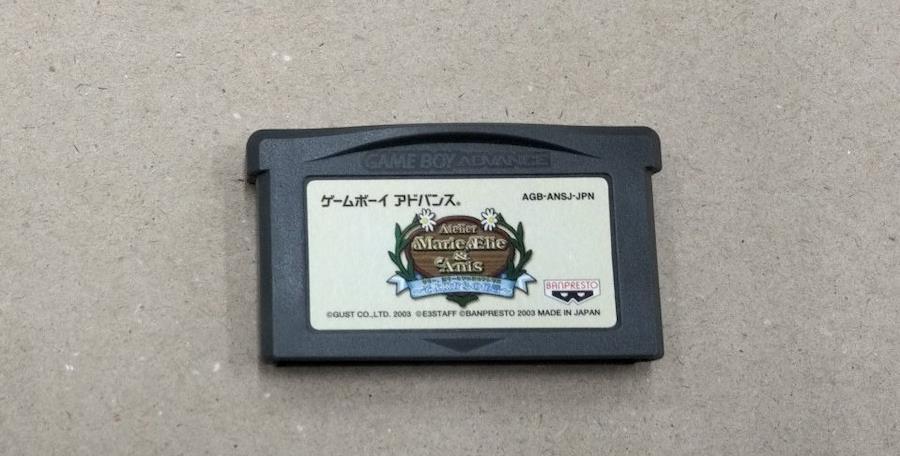 GAME BOY ADVANCE
ゲームボーイ アドバンス® AGB-ANSJ-JPN
Atelier
Marie, Elie
&
Anis
BANPRESTO
©GUST CO.,LTD. 2003 ©E3STAFF ©BANPRESTO 2003 MADE IN JAPAN